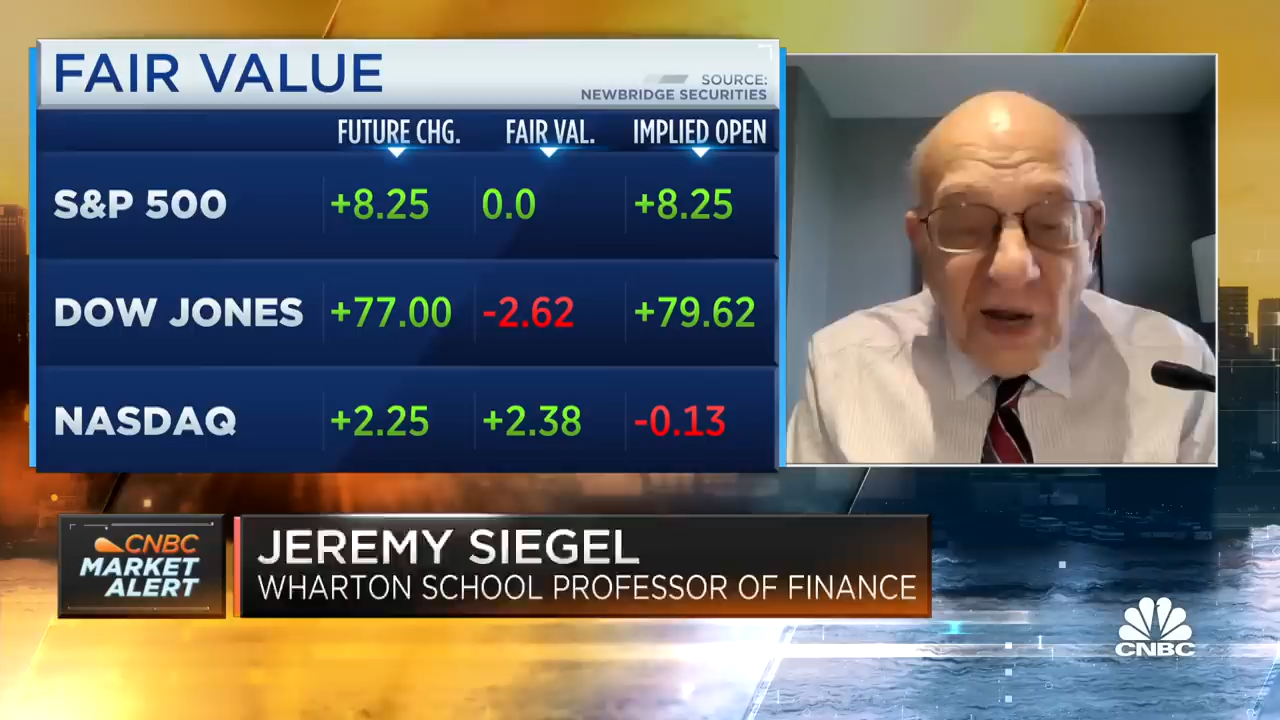 FAIR VALUE
SOURCE:
NEWBRIDGE SECURITIES
FUTURE CHG. FAIR VAL. IMPLIED OPEN
S&P 500 +8.25 0.0 +8.25
DOW JONES +77.00 -2.62 +79.62
NASDAQ +2.25 +2.38 -0.13
CNBC
MARKET
ALERT
JEREMY SIEGEL
WHARTON SCHOOL PROFESSOR OF FINANCE
CNBC